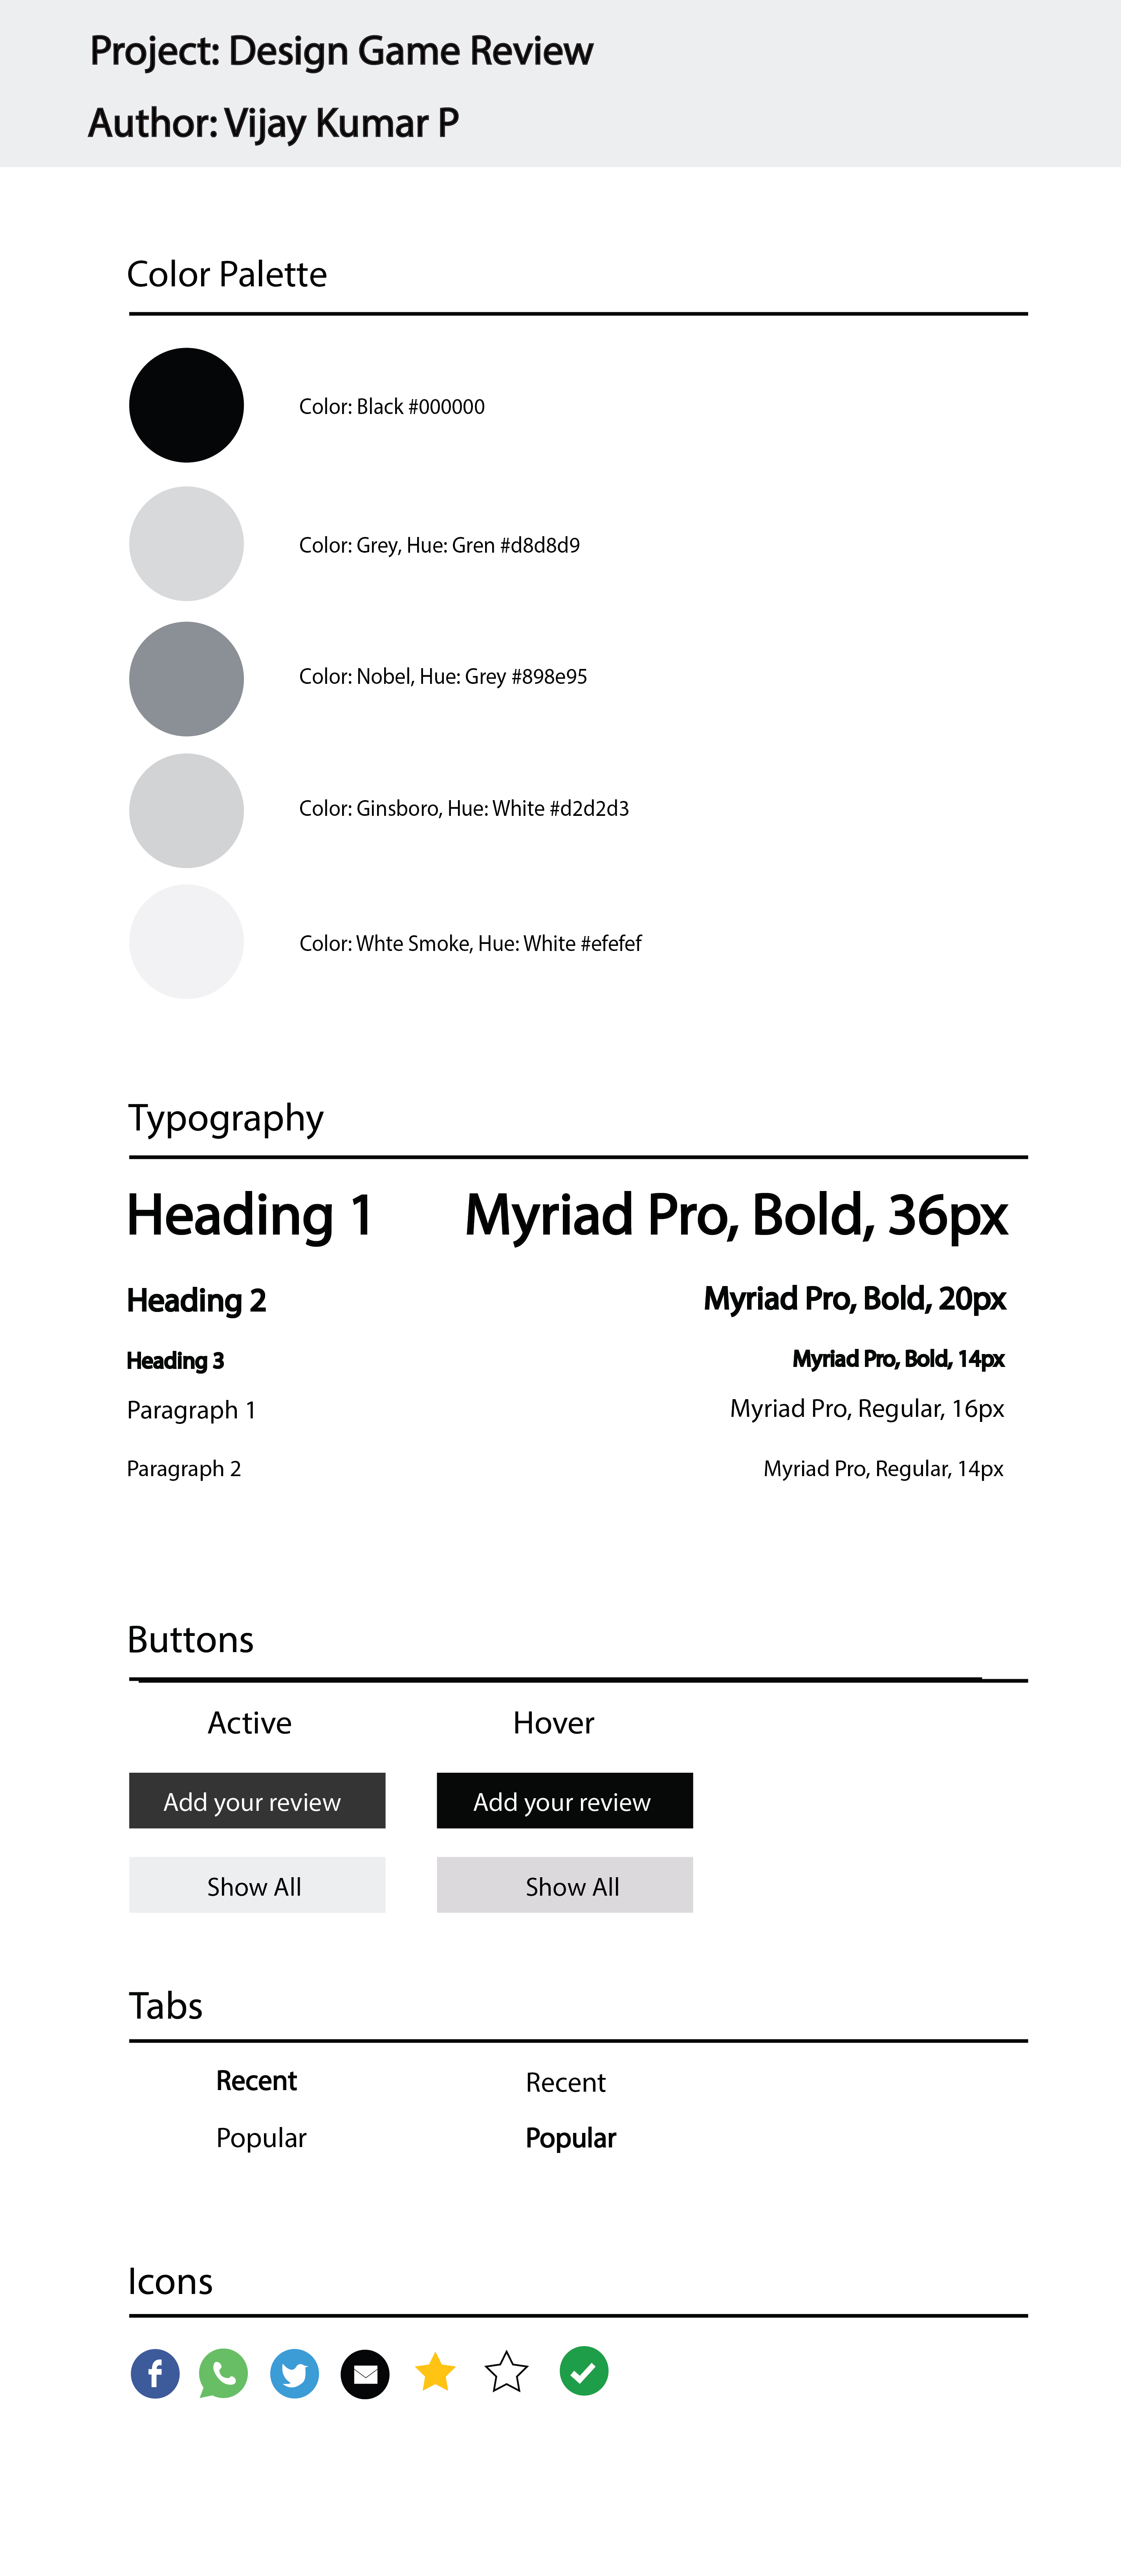 Project: Design Game Review
Author: Vijay Kumar P
Color Palette
Color: Black #000000
Color: Grey, Hue: Gren #d8d8d9
Color: Nobel, Hue: Grey #898e95
Color: Ginsboro, Hue: White #d2d2d3
Color: Whte Smoke, Hue: White #efefef
Typography
Heading 1 Myriad Pro, Bold, 36px
Heading 2 Myriad Pro, Bold, 20px
Heading 3 Myriad Pro, Bold, 14px
Paragraph 1 Myriad Pro, Regular, 16px
Paragraph 2 Myriad Pro, Regular, 14px
Buttons
Active Hover
Add your review Add your review
Show All Show All
Tabs
Recent Recent
Popular Popular
Icons